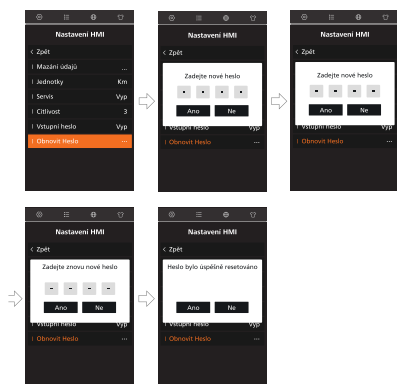 Nastavení HMI
< Zpět
| Mazání údajů ...
| Jednotky Km
| Servis Vyp
| Citlivost 3
| Vstupní heslo Vyp
| Obnovit Heslo ...
Nastavení HMI
< Zpět
Zadejte nové heslo
- - - -
Ano Ne
| Vstupní heslo Vyp
| Obnovit Heslo ...
Nastavení HMI
< Zpět
Zadejte nové heslo
- - - -
Ano Ne
| Vstupní heslo Vyp
| Obnovit Heslo ...
Nastavení HMI
< Zpět
Zadejte znovu nové heslo
- - - -
Ano Ne
| Vstupní heslo Vyp
| Obnovit Heslo ...
Nastavení HMI
< Zpět
Heslo bylo úspěšně resetováno
Ano Ne
| Vstupní heslo Vyp
| Obnovit Heslo ...